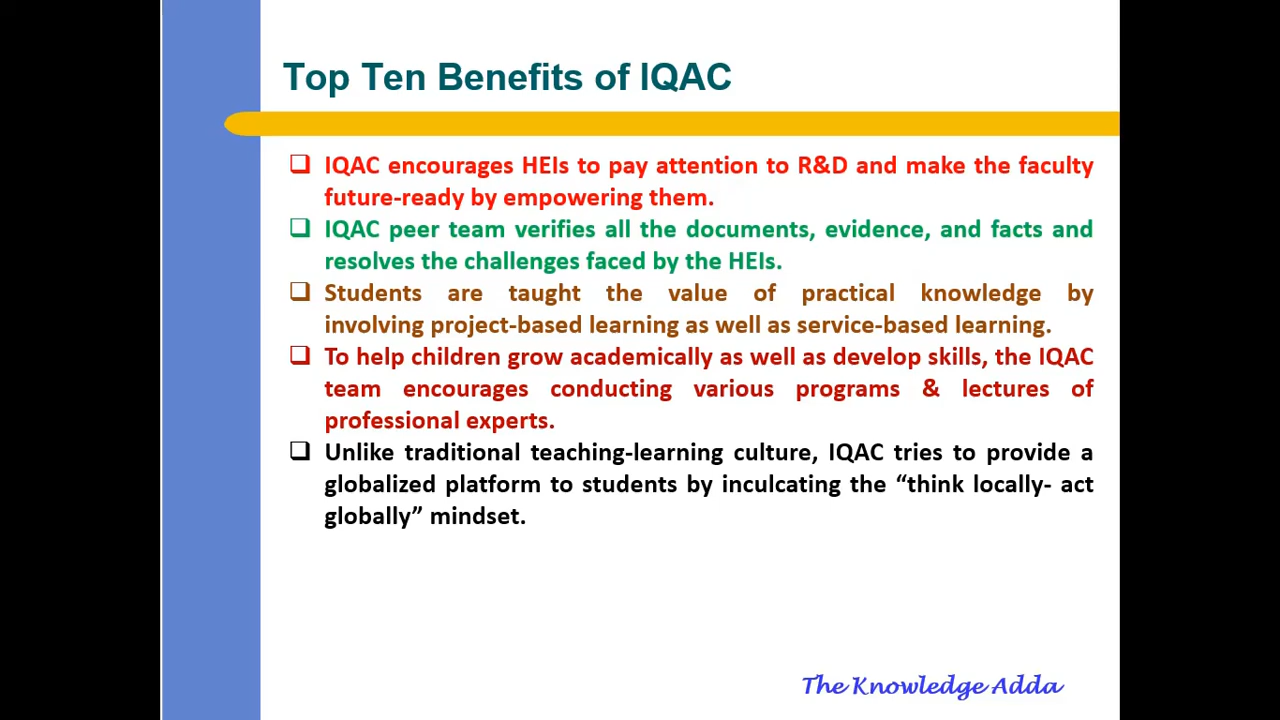 Top Ten Benefits of IQAC
IQAC encourages HEIs to pay attention to R&D and make the faculty
future-ready by empowering them.
IQAC peer team verifies all the documents, evidence, and facts and
resolves the challenges faced by the HEIs.
Students are taught the value of practical knowledge by
involving project-based learning as well as service-based learning.
To help children grow academically as well as develop skills, the IQAC
team encourages conducting various programs & lectures of
professional experts.
Unlike traditional teaching-learning culture, IQAC tries to provide a
globalized platform to students by inculcating the “think locally- act
globally” mindset.
The Knowledge Adda